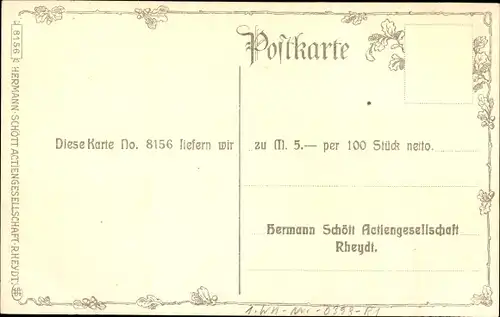 Postkarte
Diese Karte No. 8156 liefern wir zu M. 5.— per 100 Stück netto.
Hermann Schött Actiengesellschaft
Rheydt.
8156 HERMANN·SCHÖTT ACTIENGESELLSCHAFT·RHEYDT.